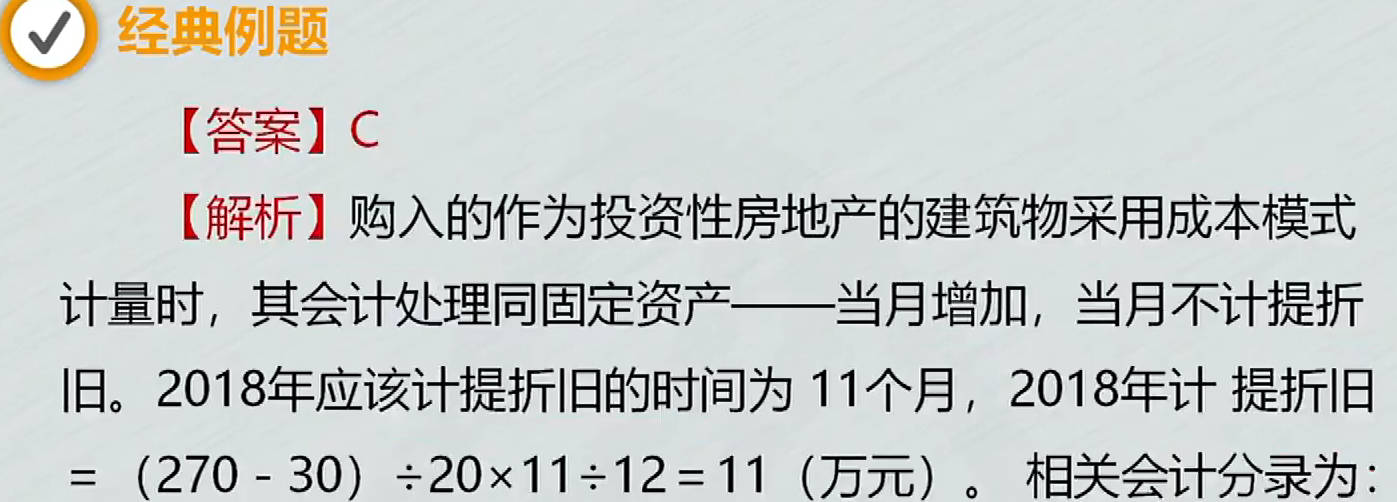 经典例题
【答案】C
【解析】购入的作为投资性房地产的建筑物采用成本模式
计量时，其会计处理同固定资产——当月增加，当月不计提折
旧。2018年应该计提折旧的时间为 11个月，2018年计 提折旧
=（270 - 30）÷20×11÷12 = 11（万元）。 相关会计分录为：